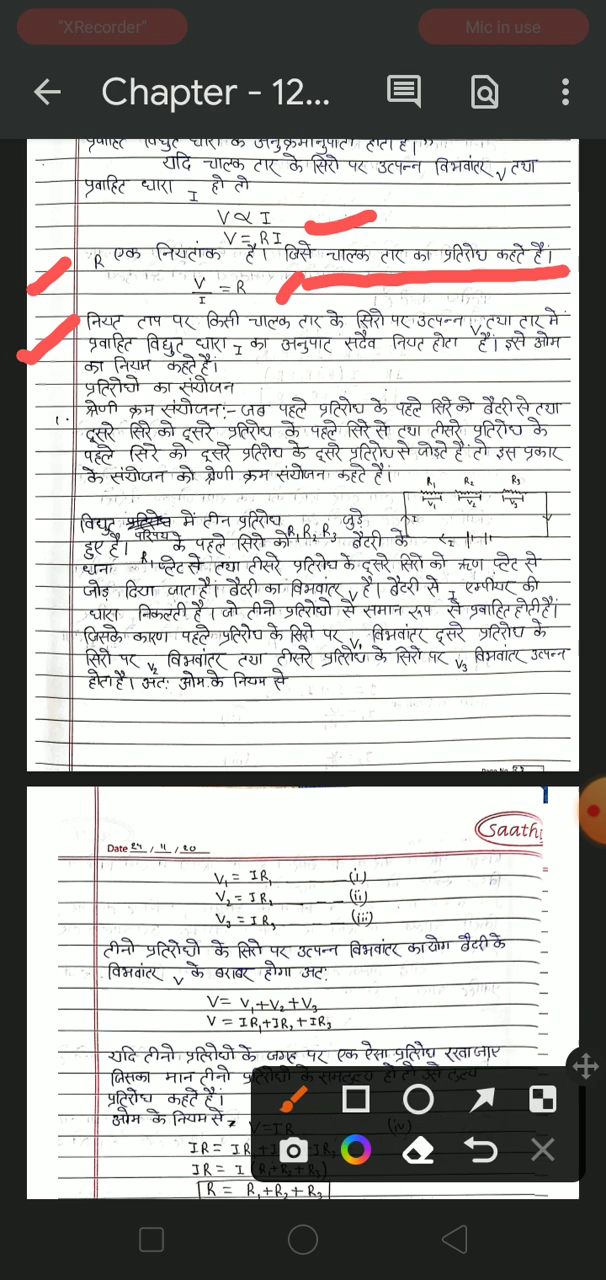 "XRecorder"
Mic in use
Chapter - 12...
प्रवाहित विद्युत धारा के अनुक्रमानुपाती होता है।
यदि चालक तार के सिरो पर उत्पन्न विभवांतर V तथा
प्रवाहित धारा I हो तो
V ∝ I
V = RI
R एक नियतांक है। जिसे चालक तार का प्रतिरोध कहते हैं।
V/I = R
नियत ताप पर किसी चालक तार के सिरो पर उत्पन्न V तथा तार में
प्रवाहित विद्युत धारा I का अनुपात सदैव नियत होता है। इसे ओम
का नियम कहते हैं।
प्रतिरोधो का संयोजन
1. श्रेणी क्रम संयोजन:- जब पहले प्रतिरोध के पहले सिरे को बैटरी से तथा
दूसरे सिरे को दूसरे प्रतिरोध के पहले सिरे से तथा तीसरे प्रतिरोध के
पहले सिरे को दूसरे प्रतिरोध के दूसरे प्रतिरोध से जोड़ते हैं तो इस प्रकार
के संयोजन को श्रेणी क्रम संयोजन कहते हैं।
R1 R2 R3
V1 V2 V3
I
विद्युत परिपथ में तीन प्रतिरोध R1 R2 R3 जुड़े
हुए है। R1 के पहले सिरो को बैटरी के
धना प्लेट से तथा तीसरे प्रतिरोध के दूसरे सिरो को ऋण प्लेट से
जोड़ दिया जाता है। बैटरी का विभवांतर V है। बैटरी से I एम्पीयर की
धारा निकलती है। जो तीनो प्रतिरोधो से समान रूप से प्रवाहित होती है।
जिसके कारण पहले प्रतिरोध के सिरो पर V1 विभवांतर दूसरे प्रतिरोध के
सिरो पर V2 विभवांतर तथा तीसरे प्रतिरोध के सिरो पर V3 विभवांतर उत्पन्न
होता है। अतः ओम के नियम से
Saathi
Date 24 / 11 / 20
V1 = IR1 (i)
V2 = IR2 (ii)
V3 = IR3 (iii)
तीनो प्रतिरोधो के सिरो पर उत्पन्न विभवांतर का योग बैटरी के
विभवांतर V के बराबर होगा अतः
V = V1+V2+V3
V = IR1+IR2+IR3
यदि तीनो प्रतिरोधो के जगह पर एक ऐसा प्रतिरोध रखा जाए
जिसका मान तीनो प्रतिरोधो के समतुल्य हो तो उसे तुल्य
प्रतिरोध कहते हैं।
ओम के नियम से V=IR (iv)
IR = IR1+IR2+IR3
IR = I (R1+R2+R3)
R = R1+R2+R3